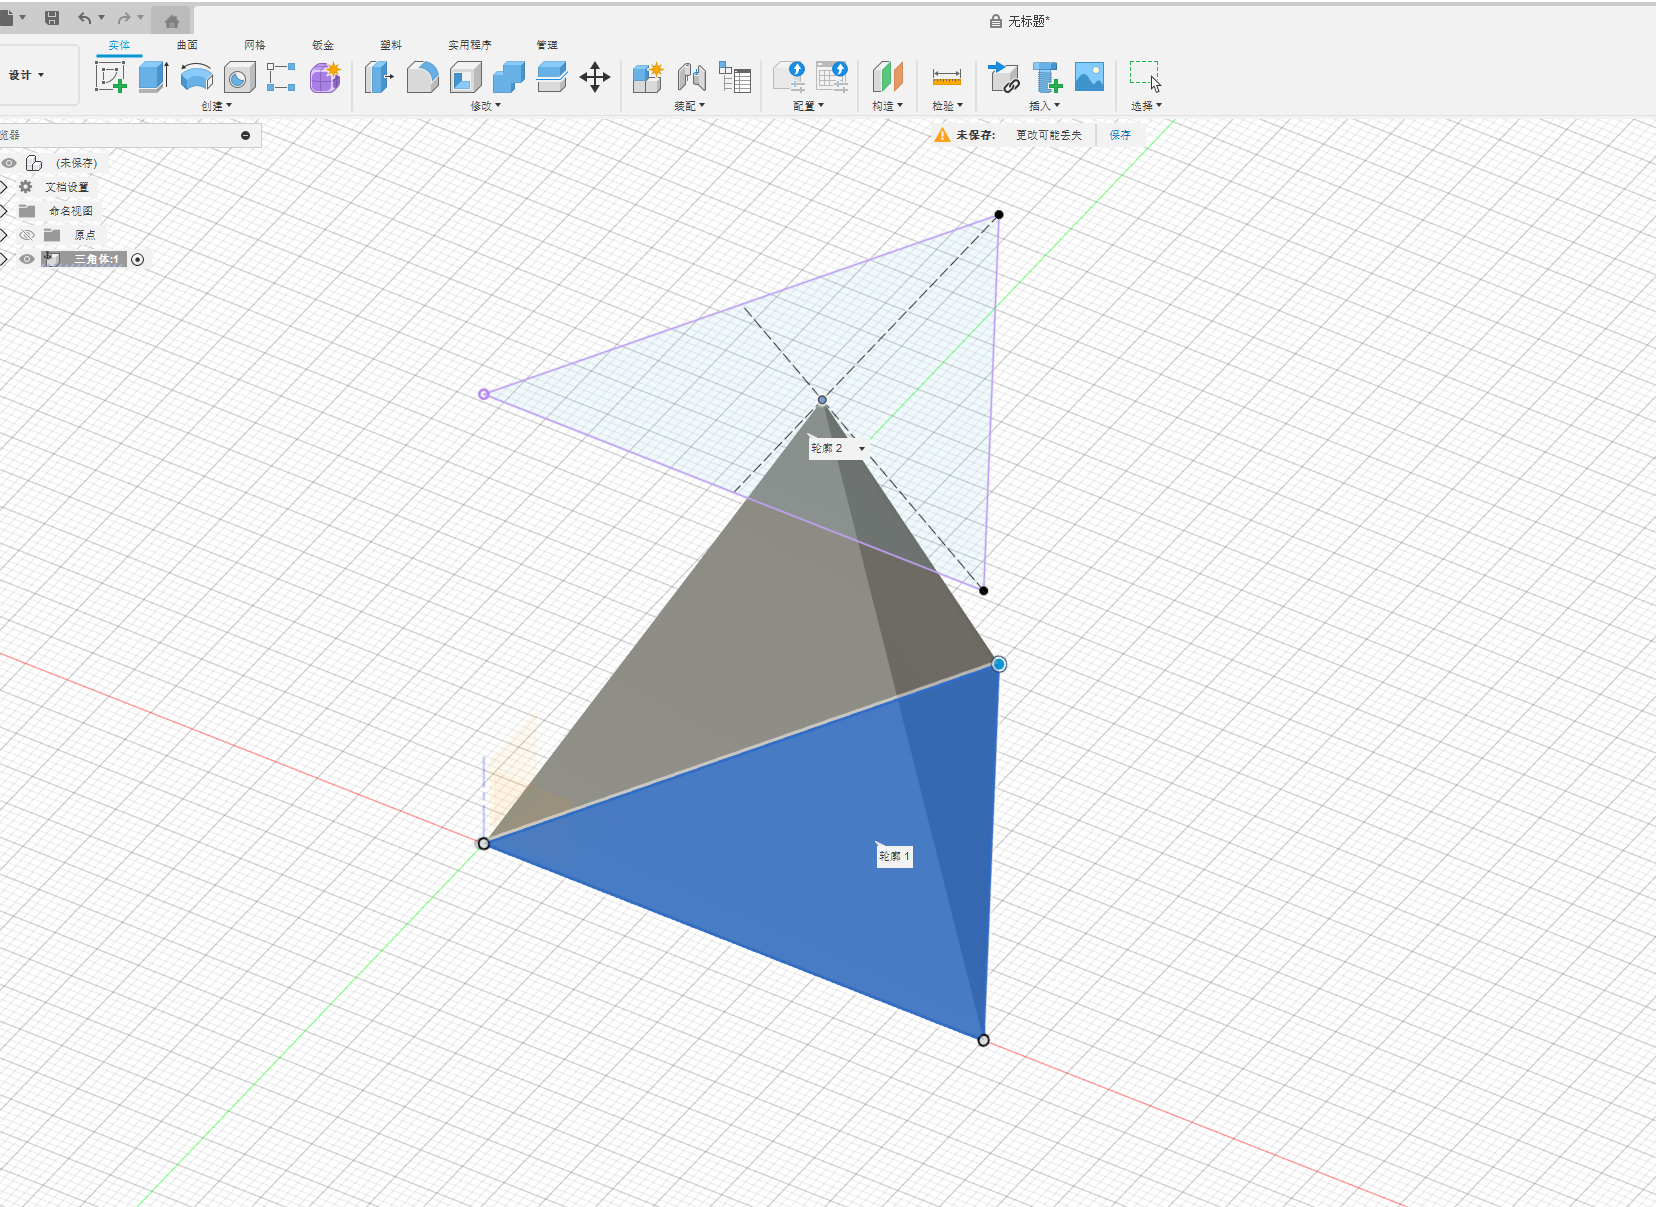 无标题*
实体 曲面 网格 钣金 塑料 实用程序 管理
设计
创建 修改 装配 配置 构造 检验 插入 选择
览器
未保存: 更改可能丢失 保存
(未保存)
文档设置
命名视图
原点
三角体:1
轮廓 2
轮廓 1